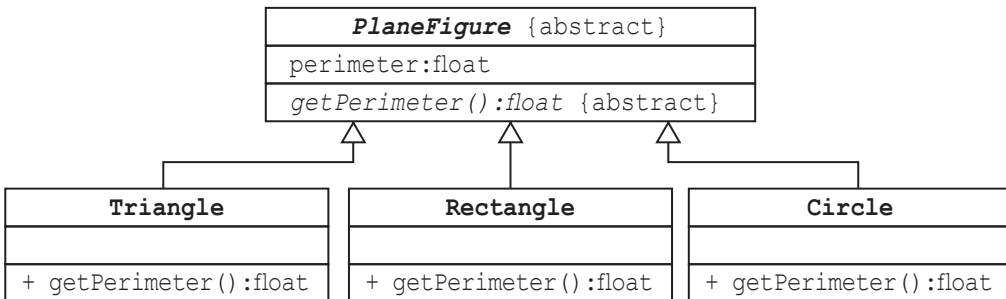 PlaneFigure {abstract}
perimeter:float
getPerimeter():float {abstract}
Triangle
+ getPerimeter():float
Rectangle
+ getPerimeter():float
Circle
+ getPerimeter():float